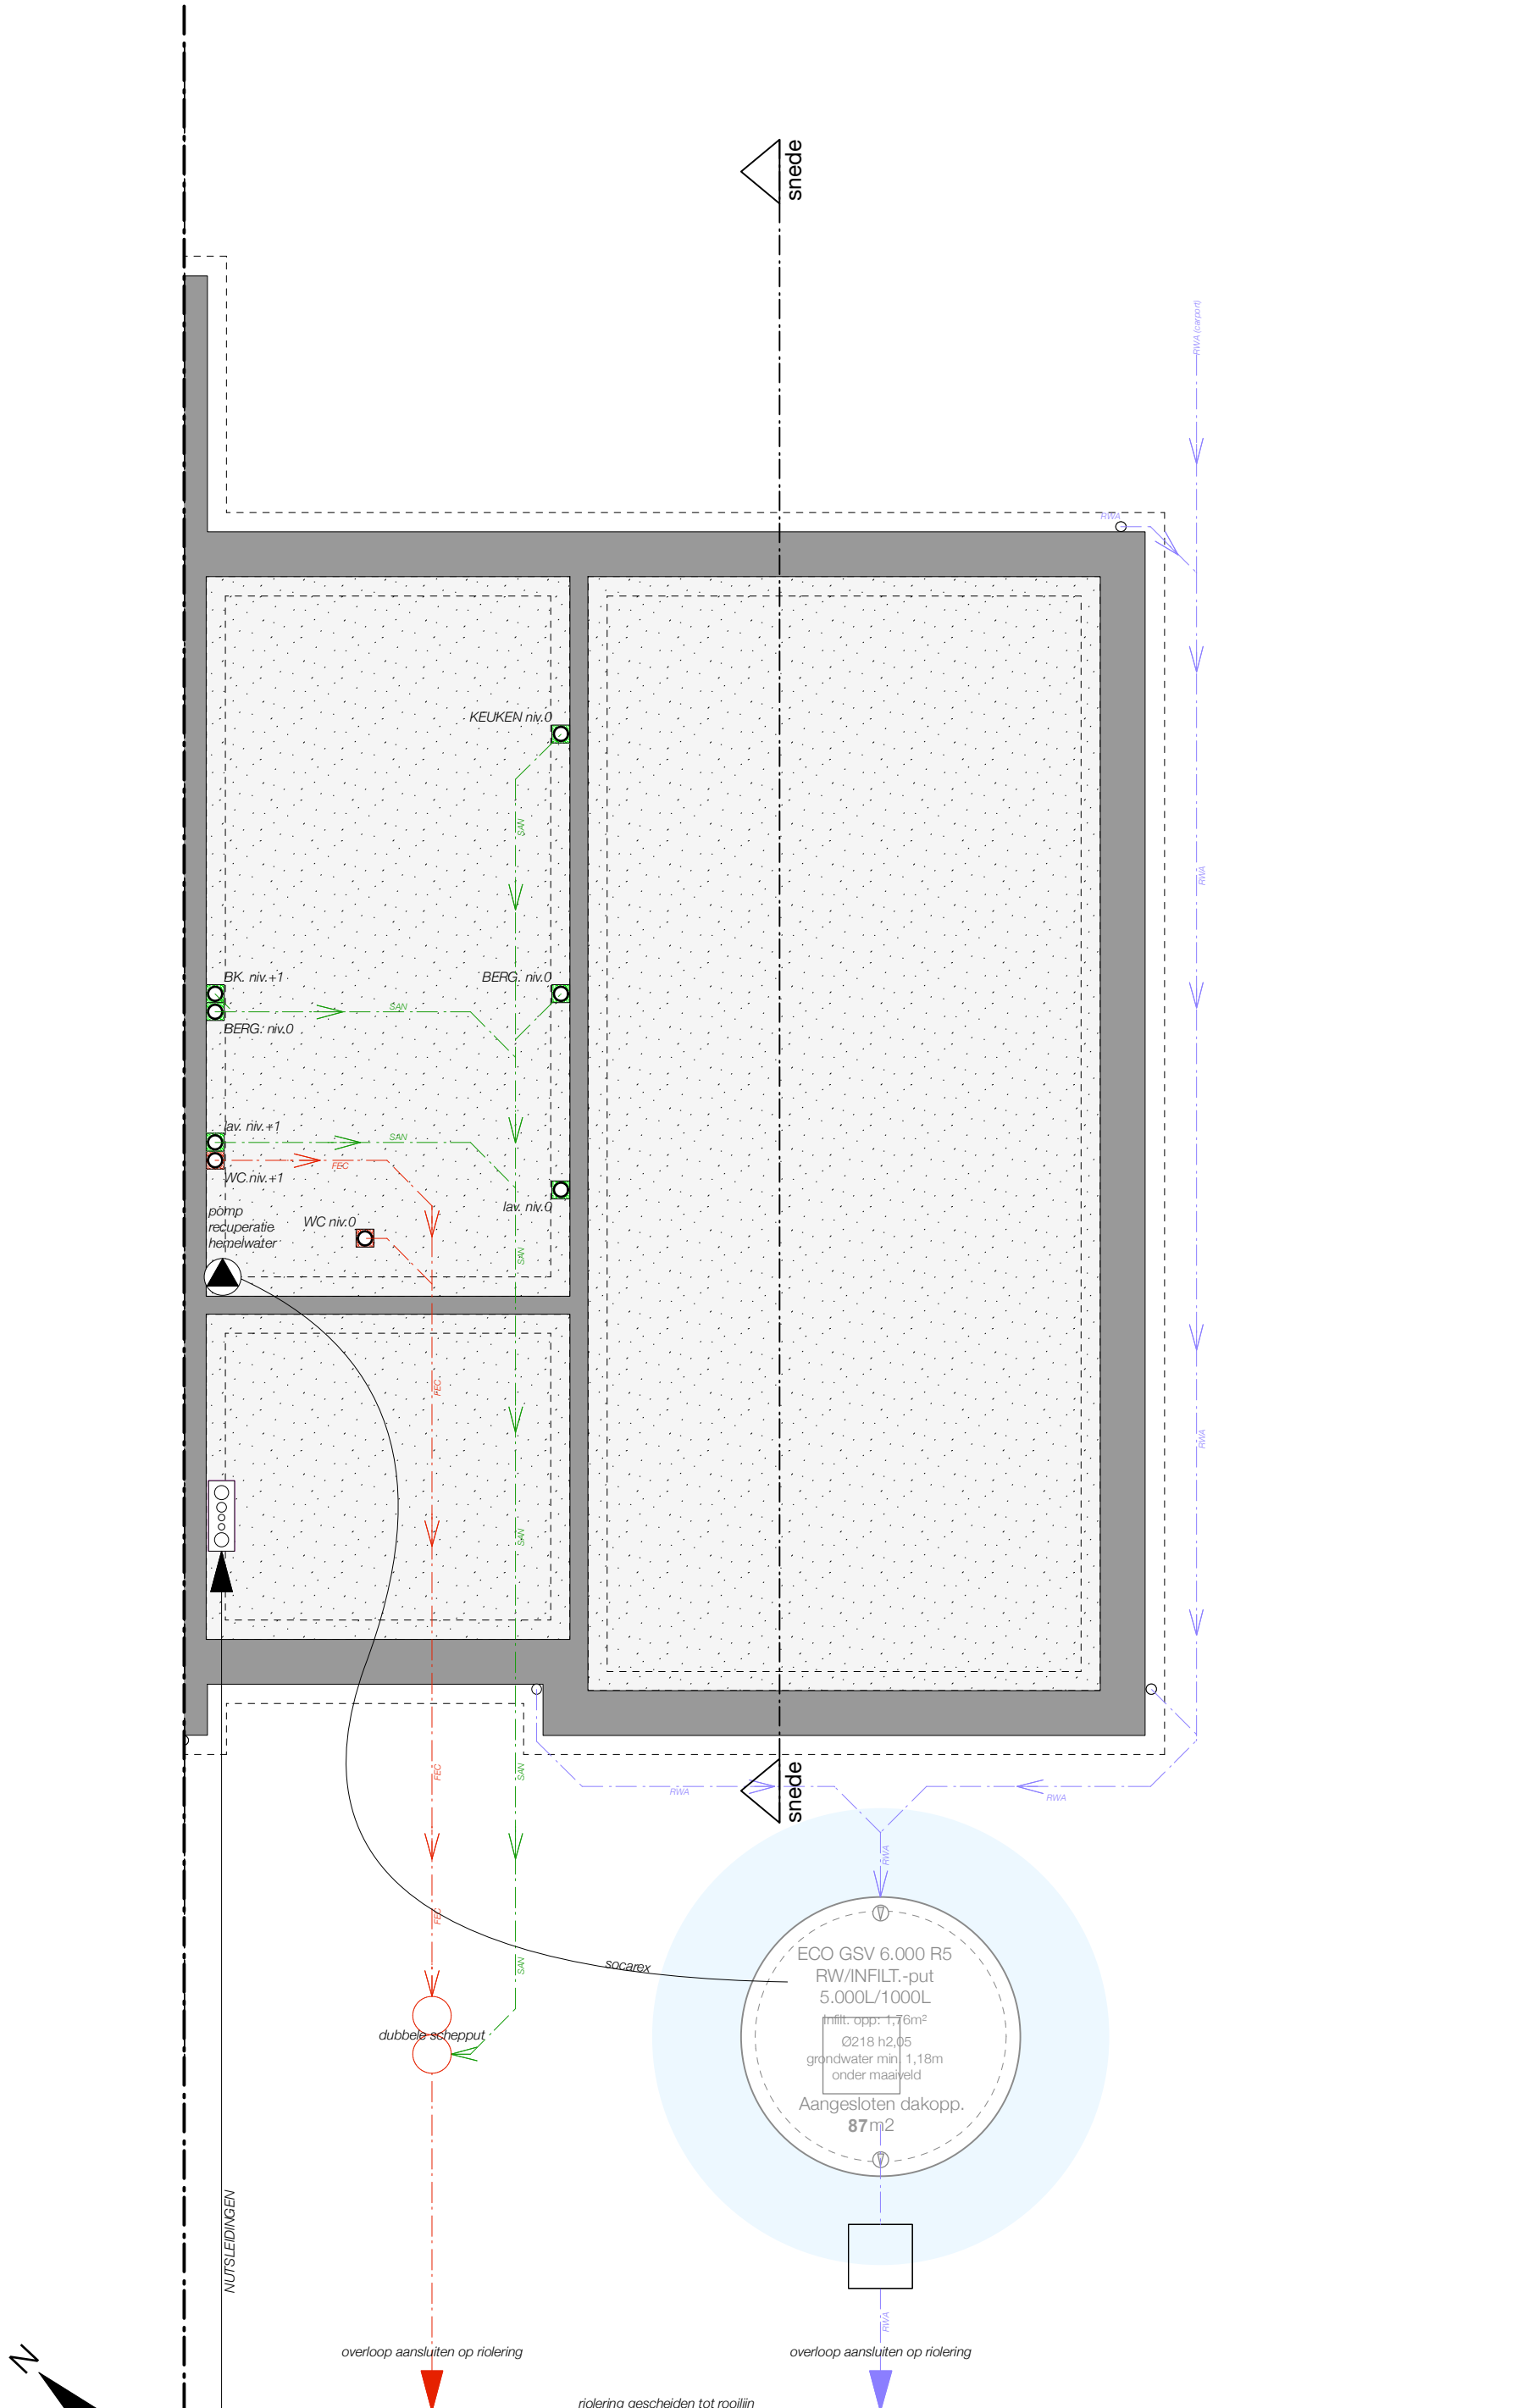 snede
RWA (carport)
RWA
KEUKEN niv.0
SAN
RWA
BK. niv.+1
BERG. niv.0
SAN
BERG. niv.0
lav. niv.+1
SAN
FEC
WC niv.+1
lav. niv.0
pomp
recuperatie
hemelwater
WC niv.0
SAN
FEC
RWA
SAN
FEC
SAN
RWA
snede
RWA
RWA
FEC
SAN
socarex
ECO GSV 6.000 R5
RW/INFILT.-put
5.000L/1000L
Infilt. opp: 1,76m²
Ø218 h2,05
grondwater min. 1,18m
onder maaiveld
Aangesloten dakopp.
87m2
dubbele schepput
NUTSLEIDINGEN
RWA
N
overloop aansluiten op riolering
overloop aansluiten op riolering
riolering gescheiden tot rooilijn